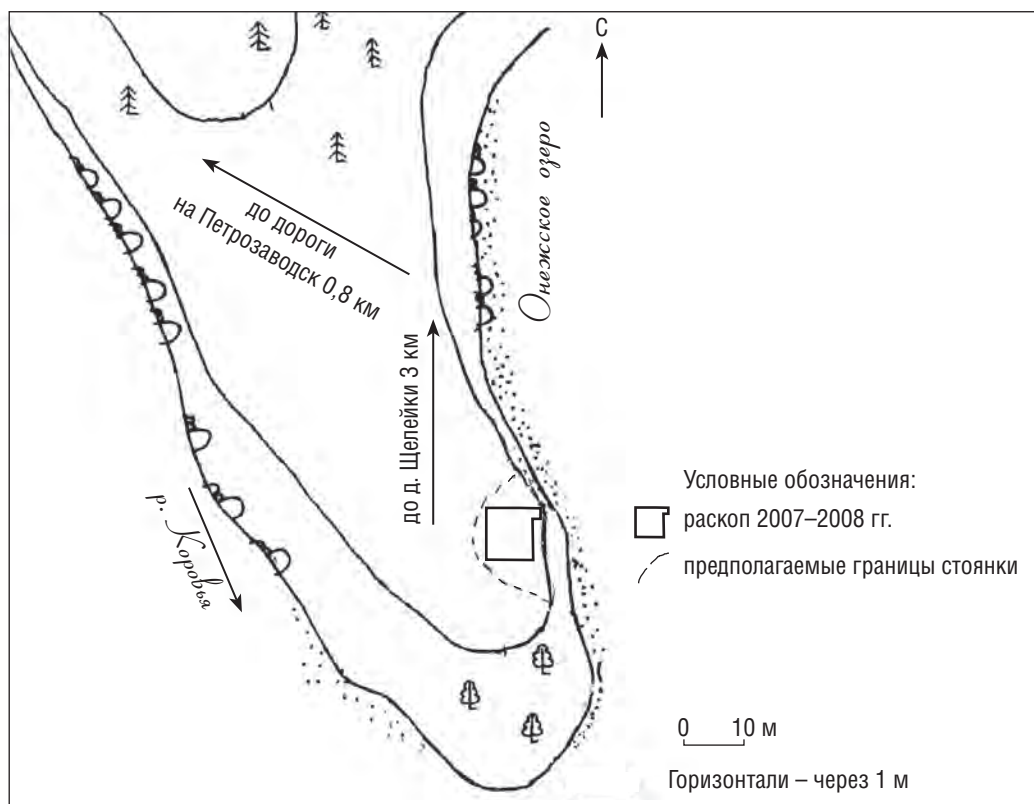 С
Онежское озеро
до дороги
на Петрозаводск 0,8 км
до д. Щелейки 3 км
р. Коровья
Условные обозначения:
раскоп 2007–2008 гг.
предполагаемые границы стоянки
0 10 м
Горизонтали – через 1 м